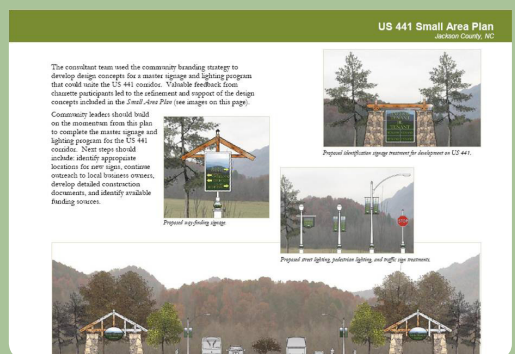 US 441 Small Area Plan
Jackson County, NC
The consultant team used the community branding strategy to
develop design concepts for a master signage and lighting program
that could unite the US 441 corridor. Valuable feedback from
charrette participants led to the refinement and support of the design
concepts included in the Small Area Plan (see images on this page).
Community leaders should build
on the momentum from this plan
to complete the master signage and
lighting program for the US 441
corridor. Next steps should
include: identify appropriate
locations for new signs, continue
outreach to local business owners,
develop detailed construction
documents, and identify available
funding sources.
Proposed identification signage treatment for development on US 441.
Proposed way-finding signage.
STOP
Proposed street lighting, pedestrian lighting, and traffic sign treatments.